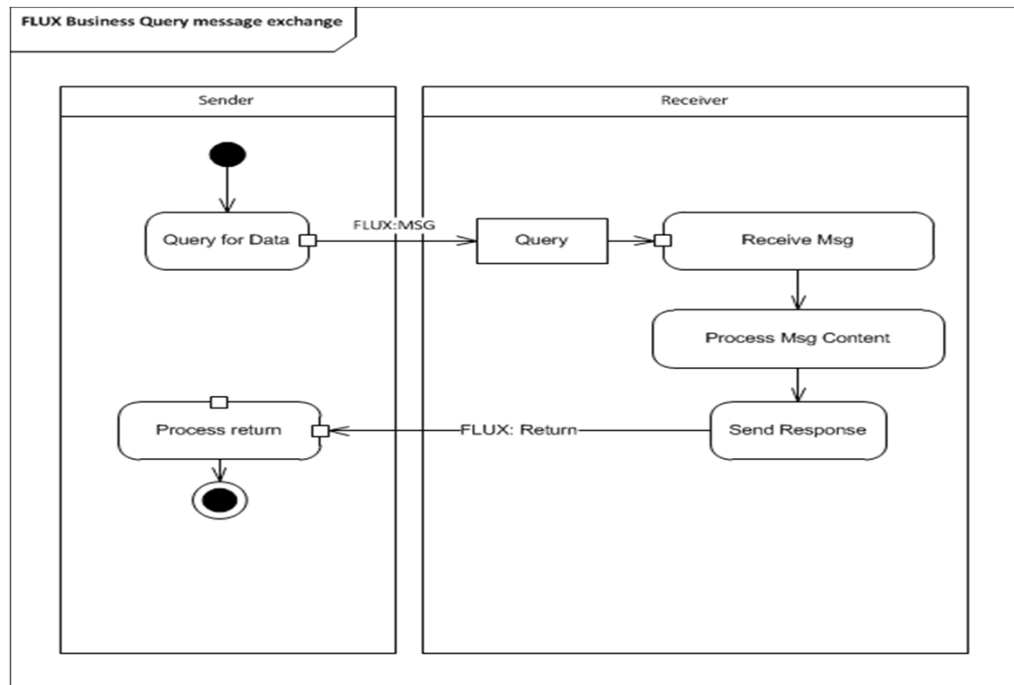 FLUX Business Query message exchange
Sender
Receiver
FLUX:MSG
Query for Data
Query
Receive Msg
Process Msg Content
Process return
FLUX: Return
Send Response